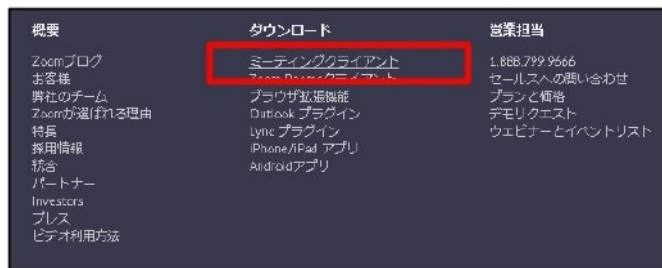 概要
Zoomブログ
お客様
弊社のチーム
Zoomが選ばれる理由
特長
採用情報
統合
パートナー
Investors
プレス
ビデオ利用方法
ダウンロード
ミーティングクライアント
Zoom Roomsクライアント
ブラウザ拡張機能
Outlook プラグイン
Lync プラグイン
iPhone/iPad アプリ
Androidアプリ
営業担当
1.888.799.9666
セールスへの問い合わせ
プランと価格
デモリクエスト
ウェビナーとイベントリスト